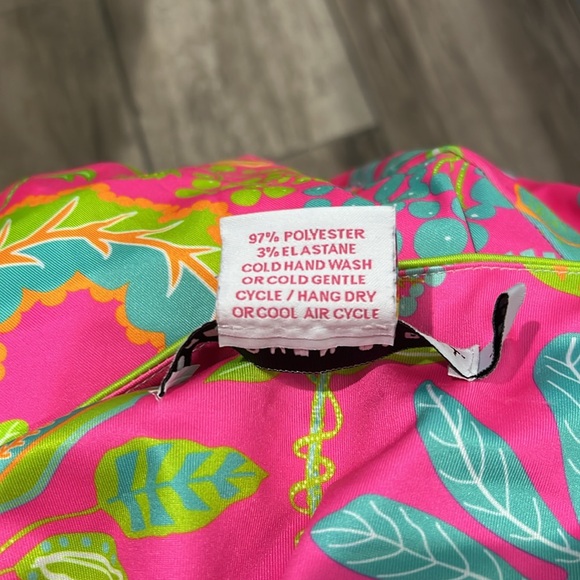 97% POLYESTER
3% ELASTANE
COLD HAND WASH
OR COLD GENTLE
CYCLE / HANG DRY
OR COOL AIR CYCLE